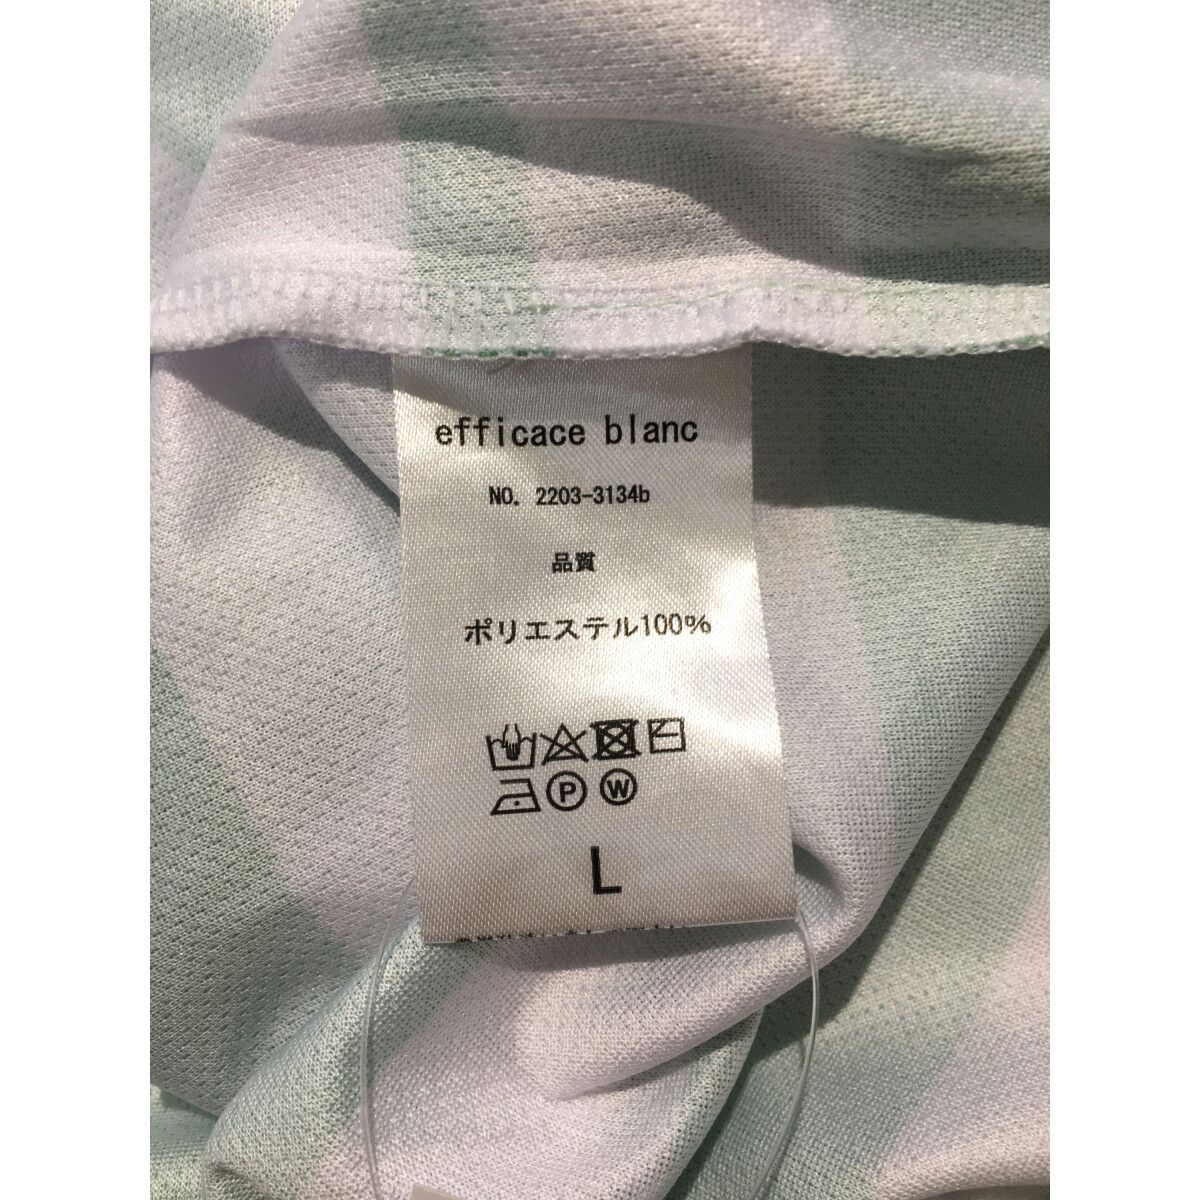 efficace blanc
NO. 2203-3134b
品質
ポリエステル100%
P W
L